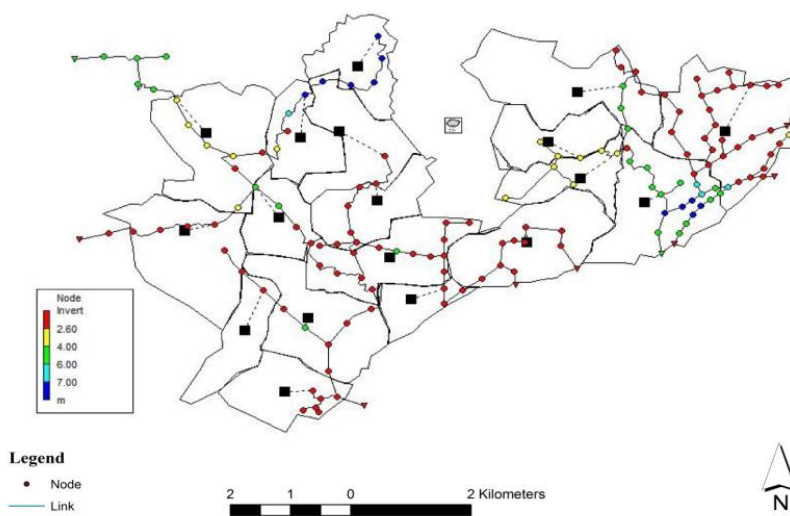 Node
Invert
2.60
4.00
6.00
7.00
m
Legend
Node
Link
2 1 0 2 Kilometers
N